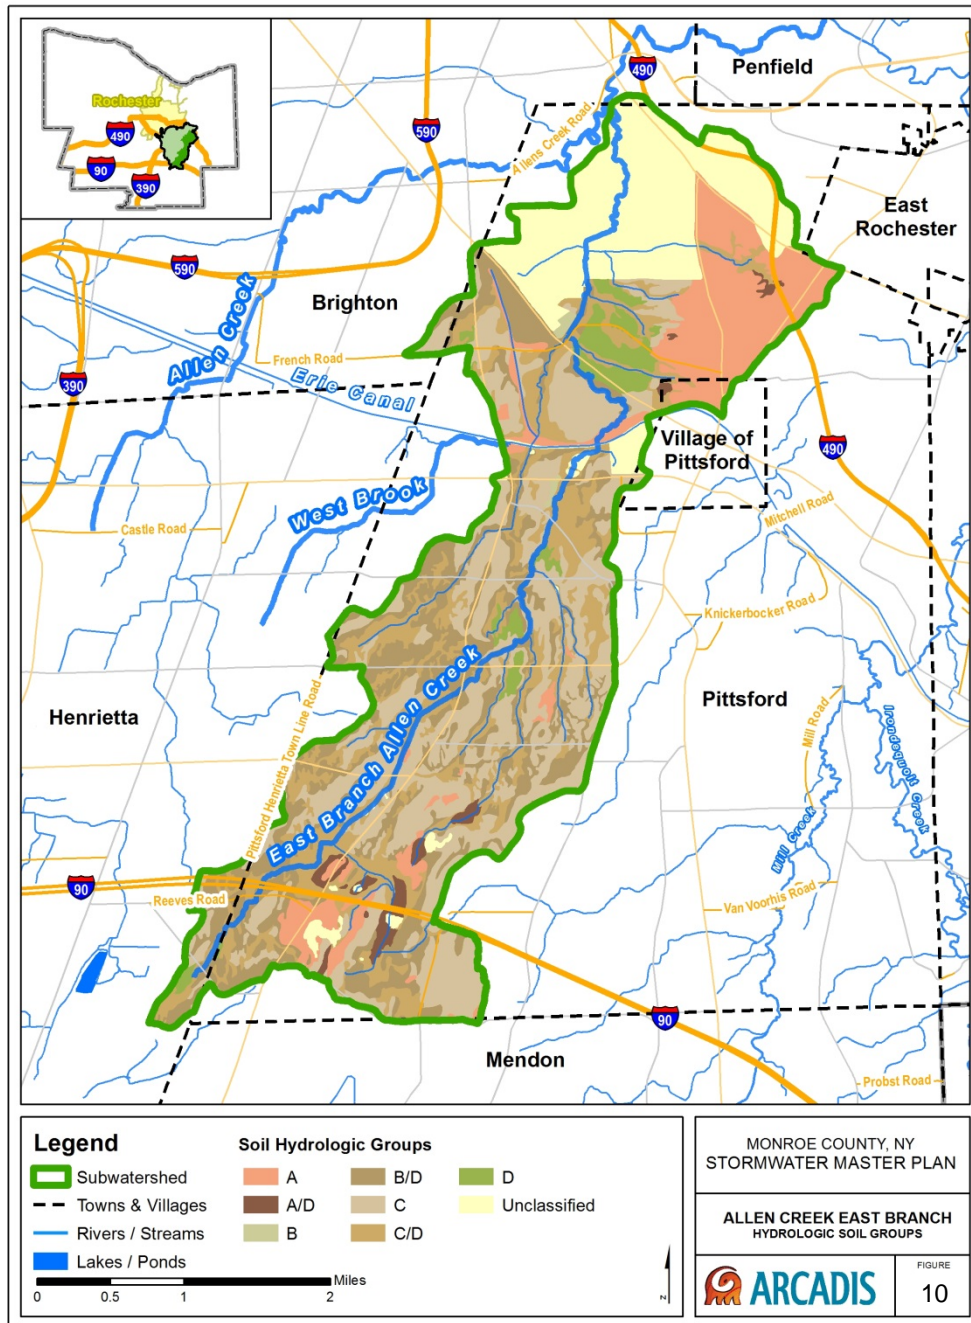 Rochester
490
90
390
490
590
Penfield
Allens Creek Road
East
Rochester
590
Brighton
Allen Creek
390
French Road
Erie Canal
Village of
Pittsford
490
West Brook
Castle Road
Mitchell Road
Knickerbocker Road
Henrietta
Pittsford
Pittsford Henrietta Town Line Road
East Branch Allen Creek
Mill Road
Irondequoit Creek
Mill Creek
90
Reeves Road
Van Voorhis Road
90
Mendon
Probst Road
Legend
Subwatershed
Towns & Villages
Rivers / Streams
Lakes / Ponds
Soil Hydrologic Groups
A
A/D
B
B/D
C
C/D
D
Unclassified
Miles
0 0.5 1 2
N
MONROE COUNTY, NY
STORMWATER MASTER PLAN
ALLEN CREEK EAST BRANCH
HYDROLOGIC SOIL GROUPS
ARCADIS
FIGURE
10